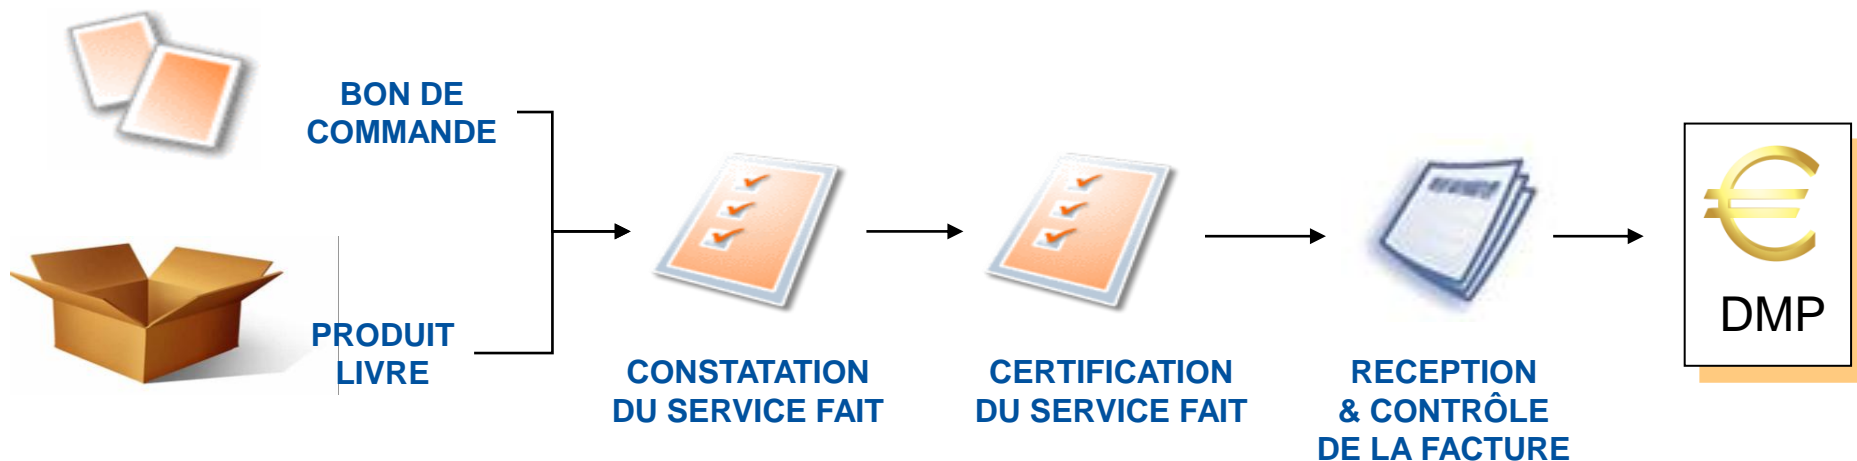 BON DE
COMMANDE
PRODUIT
LIVRE
CONSTATATION
DU SERVICE FAIT
CERTIFICATION
DU SERVICE FAIT
RECEPTION
& CONTRÔLE
DE LA FACTURE
€
DMP